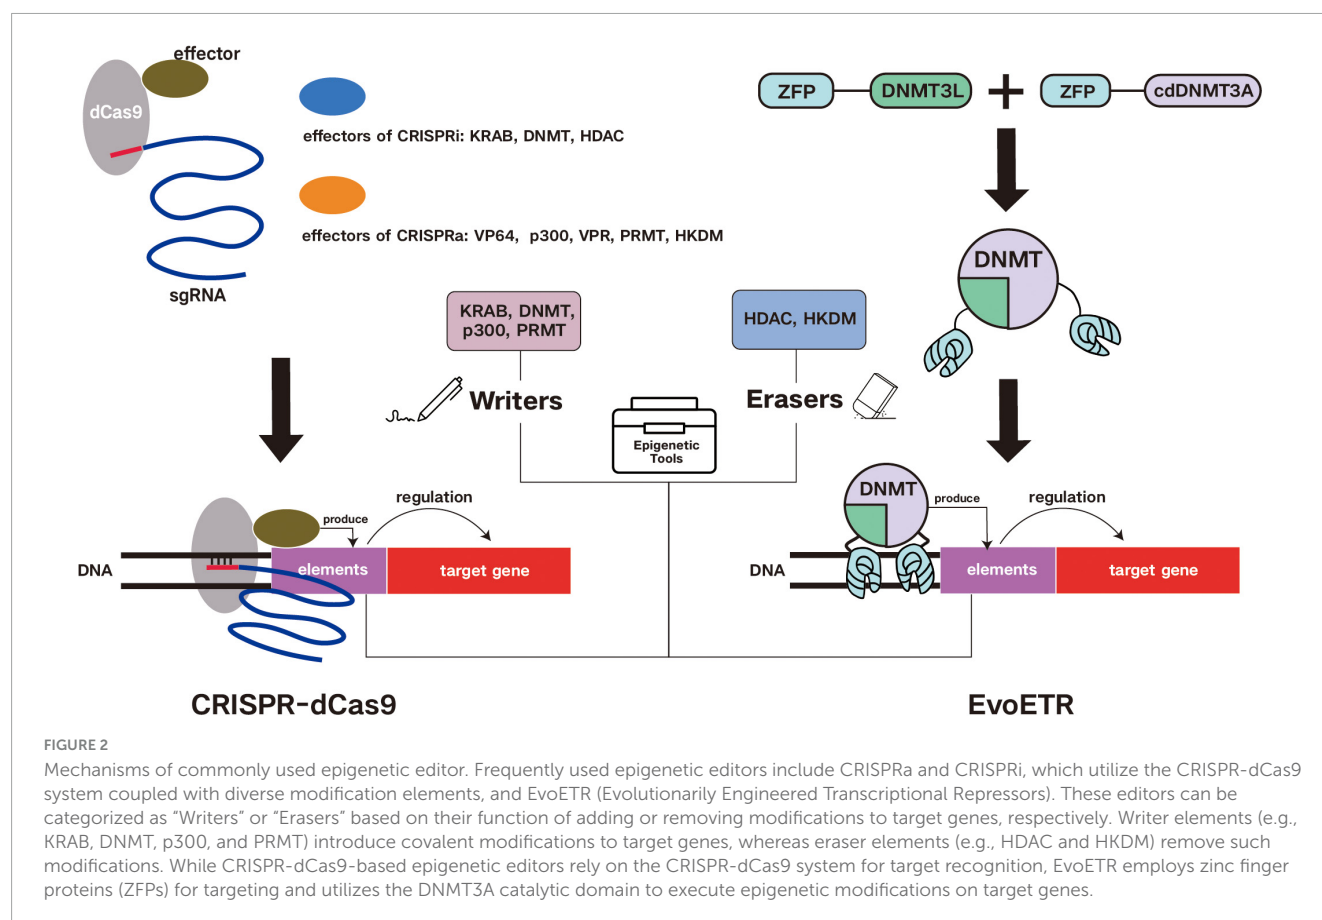 effector
dCas9
effectors of CRISPRi: KRAB, DNMT, HDAC
effectors of CRISPRa: VP64, p300, VPR, PRMT, HKDM
sgRNA
ZFP
DNMT3L
+
ZFP
cdDNMT3A
DNMT
KRAB, DNMT,
p300, PRMT
HDAC, HKDM
Writers
Erasers
Epigenetic
Tools
regulation
produce
DNA
elements
target gene
DNMT
produce
regulation
DNA
elements
target gene
CRISPR-dCas9
EvoETR
FIGURE 2
Mechanisms of commonly used epigenetic editor. Frequently used epigenetic editors include CRISPRa and CRISPRi, which utilize the CRISPR-dCas9
system coupled with diverse modification elements, and EvoETR (Evolutionarily Engineered Transcriptional Repressors). These editors can be
categorized as “Writers” or “Erasers” based on their function of adding or removing modifications to target genes, respectively. Writer elements (e.g.,
KRAB, DNMT, p300, and PRMT) introduce covalent modifications to target genes, whereas eraser elements (e.g., HDAC and HKDM) remove such
modifications. While CRISPR-dCas9-based epigenetic editors rely on the CRISPR-dCas9 system for target recognition, EvoETR employs zinc finger
proteins (ZFPs) for targeting and utilizes the DNMT3A catalytic domain to execute epigenetic modifications on target genes.